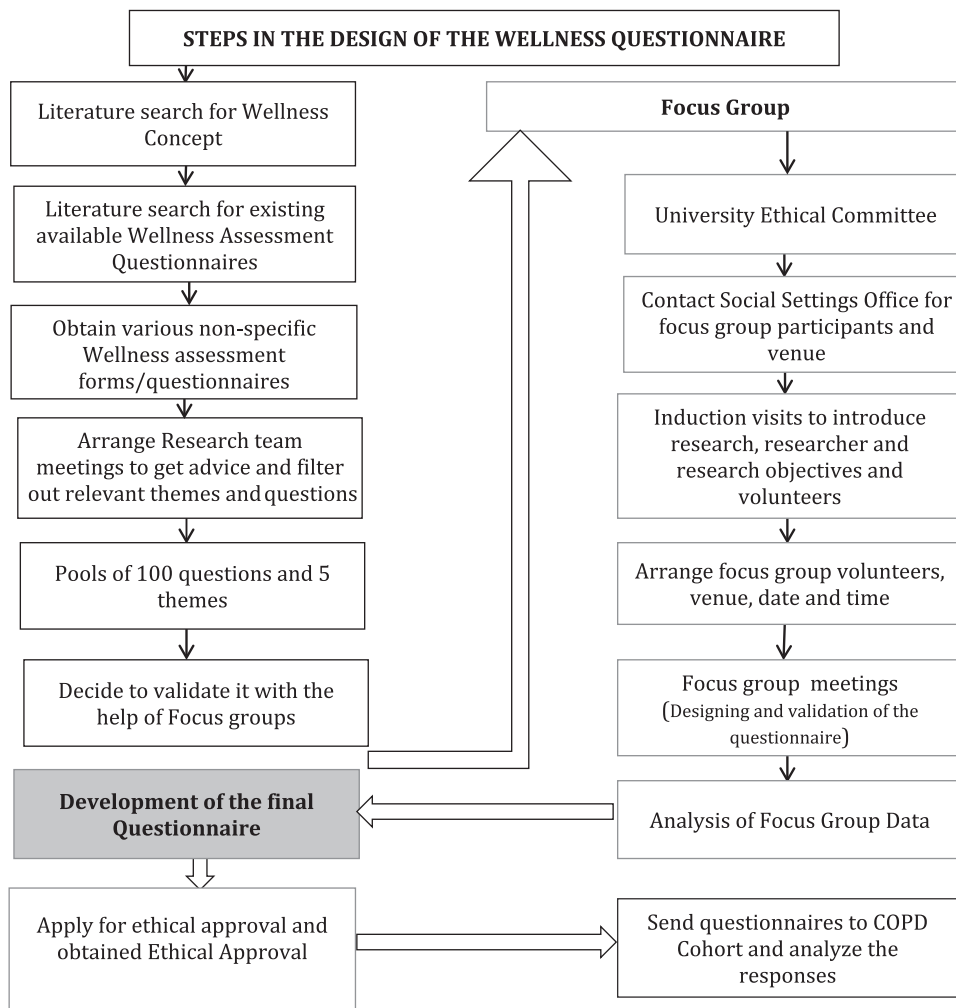 STEPS IN THE DESIGN OF THE WELLNESS QUESTIONNAIRE
Literature search for Wellness
Concept
Literature search for existing
available Wellness Assessment
Questionnaires
Obtain various non-specific
Wellness assessment
forms/questionnaires
Arrange Research team
meetings to get advice and filter
out relevant themes and questions
Pools of 100 questions and 5
themes
Decide to validate it with the
help of Focus groups
Focus Group
University Ethical Committee
Contact Social Settings Office for
focus group participants and
venue
Induction visits to introduce
research, researcher and
research objectives and
volunteers
Arrange focus group volunteers,
venue, date and time
Focus group meetings
(Designing and validation of the
questionnaire)
Analysis of Focus Group Data
Development of the final
Questionnaire
Apply for ethical approval and
obtained Ethical Approval
Send questionnaires to COPD
Cohort and analyze the
responses